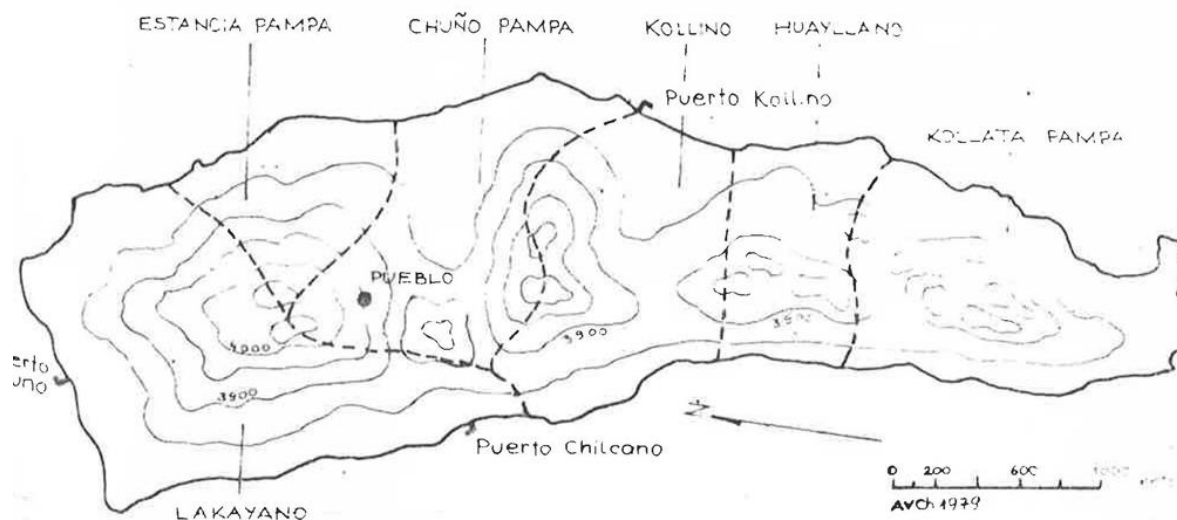 ESTANCIA PAMPA
CHUÑO PAMPA
KOLLINO
HUAYLLANO
Puerto Kollino
KOLLATA PAMPA
PUEBLO
3900
4000
3900
Puerto Chilcano
N
LAKAYANO
0 200 600
AVCh 1979